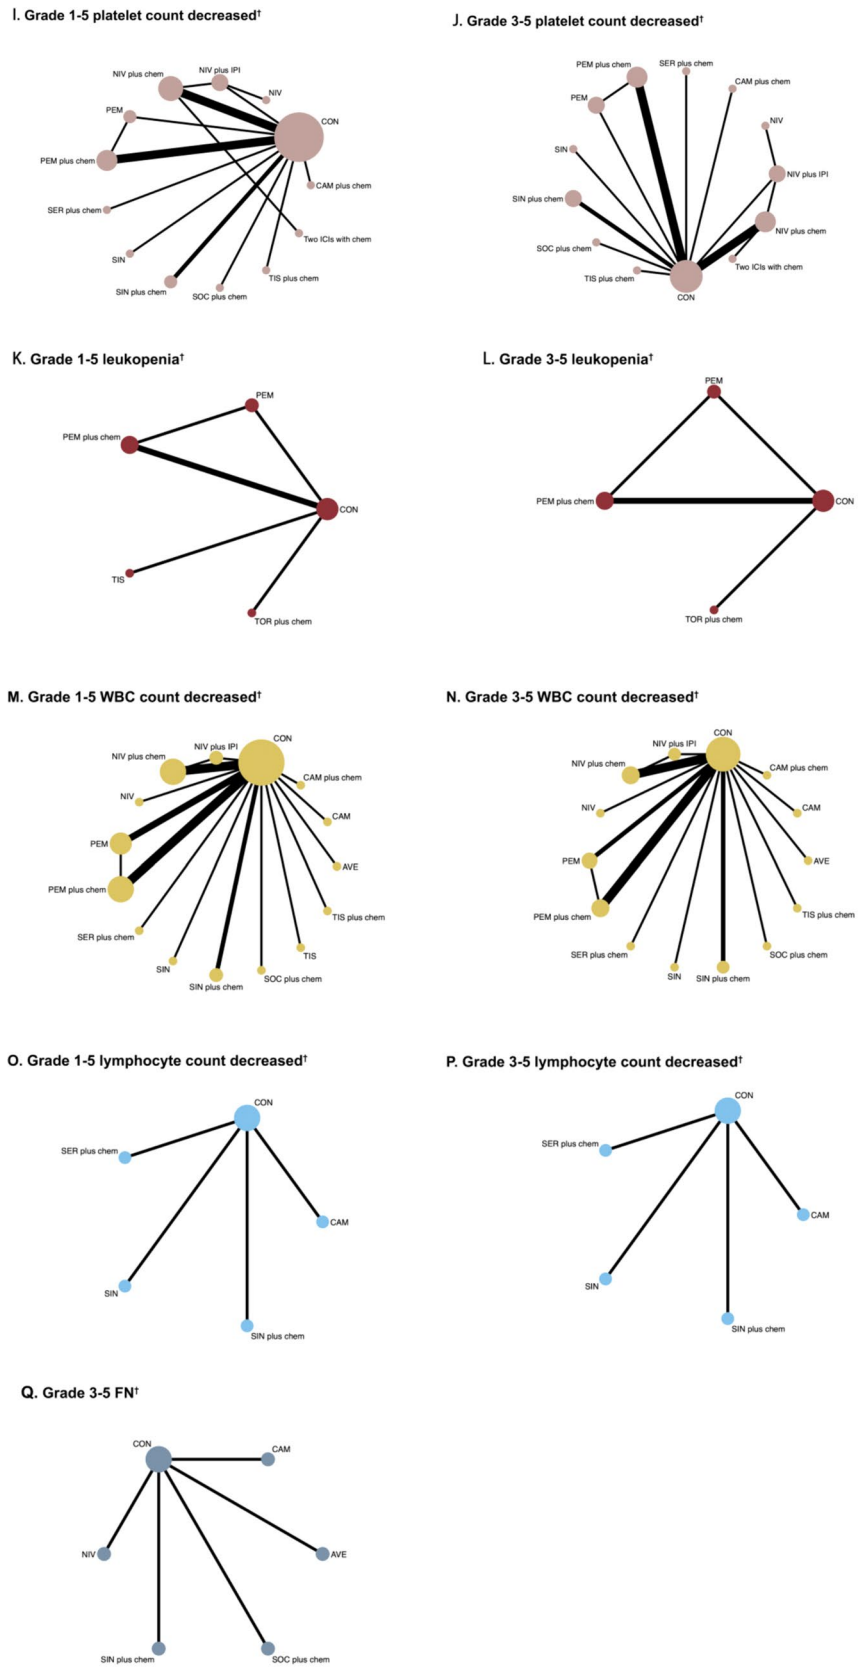 I. Grade 1-5 platelet count decreased†
NIV plus chem
NIV plus IPI
NIV
CON
PEM
PEM plus chem
CAM plus chem
SER plus chem
Two ICIs with chem
SIN
TIS plus chem
SIN plus chem
SOC plus chem
J. Grade 3-5 platelet count decreased†
PEM plus chem
SER plus chem
CAM plus chem
PEM
NIV
SIN
NIV plus IPI
SIN plus chem
NIV plus chem
SOC plus chem
Two ICIs with chem
TIS plus chem
CON
K. Grade 1-5 leukopenia†
PEM
PEM plus chem
CON
TIS
TOR plus chem
L. Grade 3-5 leukopenia†
PEM
PEM plus chem
CON
TOR plus chem
M. Grade 1-5 WBC count decreased†
CON
NIV plus IPI
NIV plus chem
CAM plus chem
NIV
CAM
PEM
AVE
PEM plus chem
TIS plus chem
SER plus chem
TIS
SIN
SOC plus chem
SIN plus chem
N. Grade 3-5 WBC count decreased†
CON
NIV plus IPI
NIV plus chem
CAM plus chem
NIV
CAM
PEM
AVE
PEM plus chem
TIS plus chem
SER plus chem
SOC plus chem
SIN
SIN plus chem
O. Grade 1-5 lymphocyte count decreased†
CON
SER plus chem
CAM
SIN
SIN plus chem
P. Grade 3-5 lymphocyte count decreased†
CON
SER plus chem
CAM
SIN
SIN plus chem
Q. Grade 3-5 FN†
CON
CAM
NIV
AVE
SIN plus chem
SOC plus chem